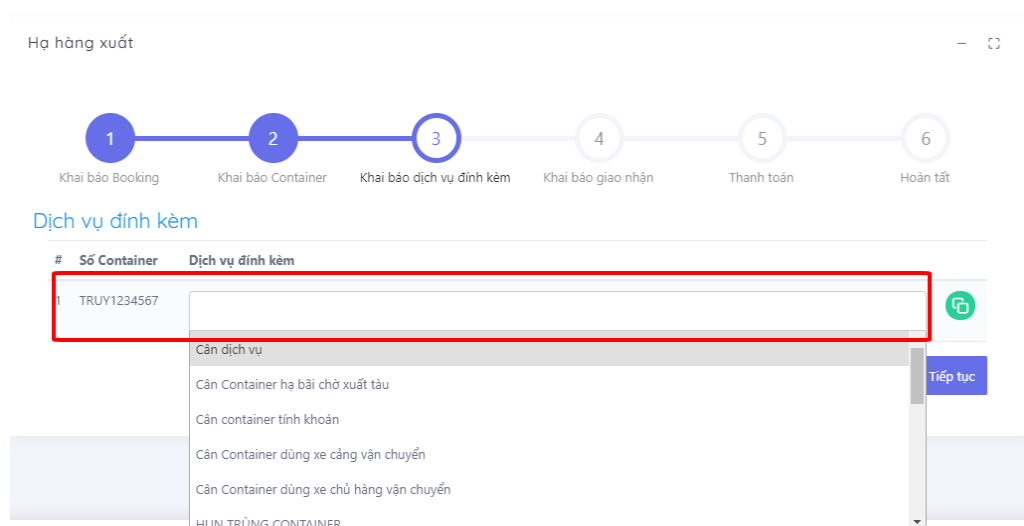 Hạ hàng xuất
1 2 3 4 5 6
Khai báo Booking Khai báo Container Khai báo dịch vụ đính kèm Khai báo giao nhận Thanh toán Hoàn tất
Dịch vụ đính kèm
# Số Container Dịch vụ đính kèm
1 TRUY1234567
Cân dịch vụ
Tiếp tục
Cân Container hạ bãi chờ xuất tàu
Cân container tính khoán
Cân Container dùng xe cảng vận chuyển
Cân Container dùng xe chủ hàng vận chuyển
HUN TRÙNG CONTAINER